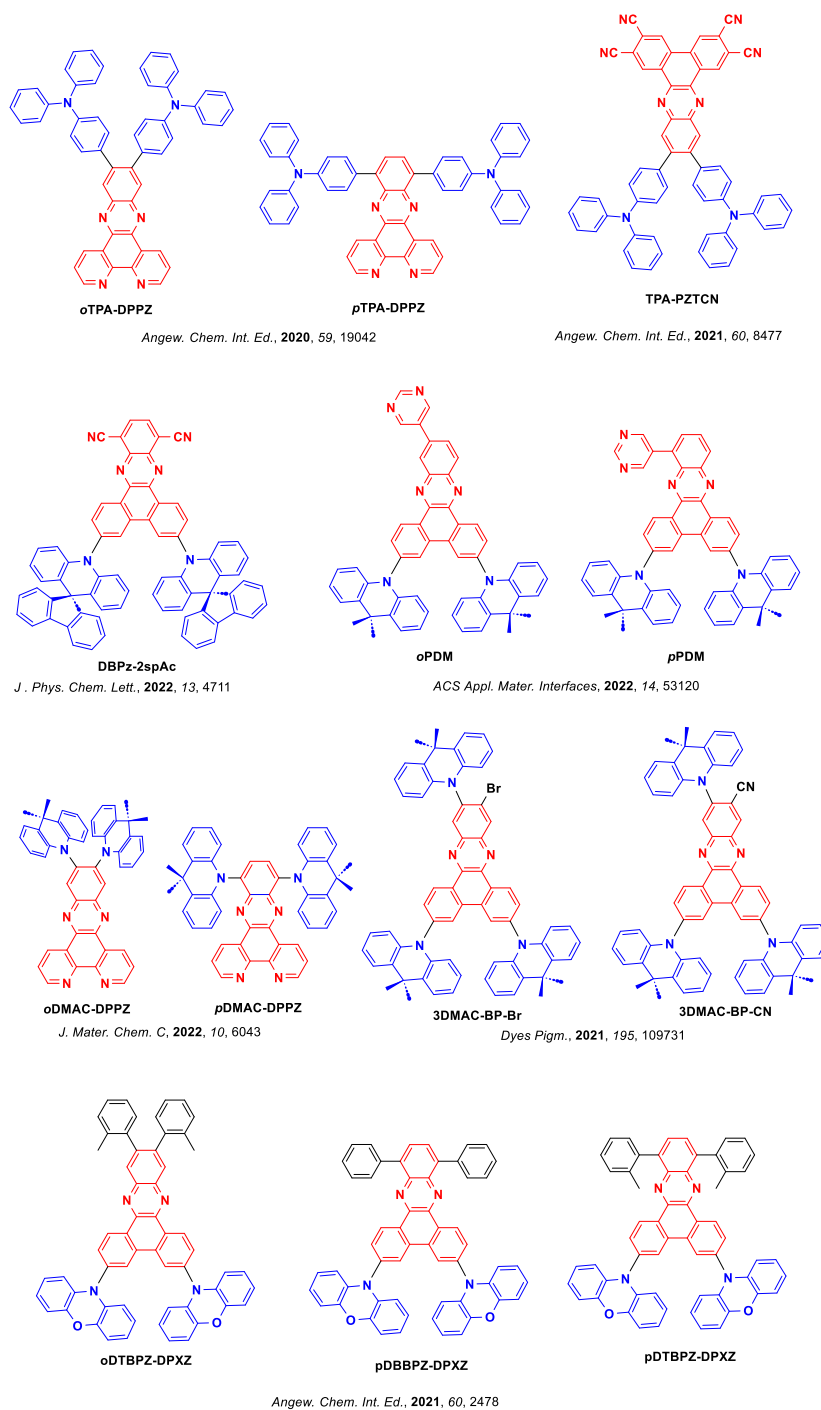 NC CN
NC CN
N N
N N
N N
N N
N N
N N
N N
N N
oTPA-DPPZ
pTPA-DPPZ
TPA-PZTCN
Angew. Chem. Int. Ed., 2020, 59, 19042
Angew. Chem. Int. Ed., 2021, 60, 8477
NC CN
N N
N N
N
N
N N
N N
N
N
N N
N N
DBPz-2spAc
oPDM
pPDM
J . Phys. Chem. Lett., 2022, 13, 4711
ACS Appl. Mater. Interfaces, 2022, 14, 53120
N N
N N
N N
N N
N N
N N
N
Br
N N
N N
N
CN
N N
N N
oDMAC-DPPZ
pDMAC-DPPZ
3DMAC-BP-Br
3DMAC-BP-CN
J. Mater. Chem. C, 2022, 10, 6043
Dyes Pigm., 2021, 195, 109731
N N
N N
O O
N N
N N
O O
N N
N N
O O
oDTBPZ-DPXZ
pDBBPZ-DPXZ
pDTBPZ-DPXZ
Angew. Chem. Int. Ed., 2021, 60, 2478